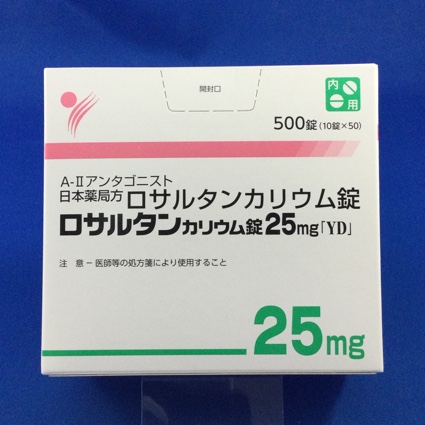 開封口
内用
500錠(10錠×50)
A-Ⅱアンタゴニスト
日本薬局方 ロサルタンカリウム錠
ロサルタンカリウム錠25mg「YD」
注 意 − 医師等の処方箋により使用すること
25mg